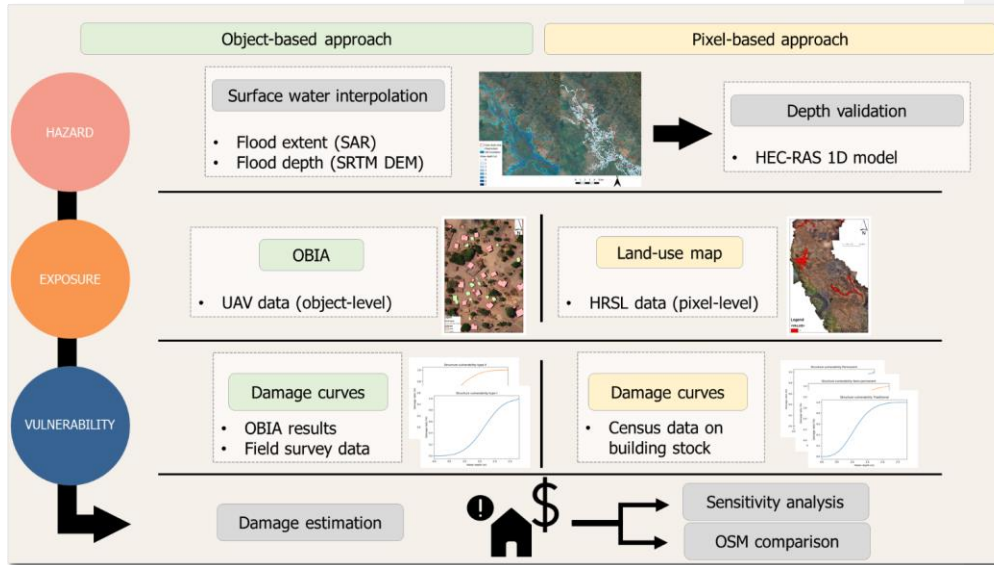 Object-based approach
Pixel-based approach
HAZARD
Surface water interpolation
• Flood extent (SAR)
• Flood depth (SRTM DEM)
Depth validation
• HEC-RAS 1D model
EXPOSURE
OBIA
• UAV data (object-level)
Land-use map
• HRSL data (pixel-level)
Legend
VULNERABILITY
Damage curves
• OBIA results
• Field survey data
Damage curves
• Census data on
building stock
Damage estimation
$
Sensitivity analysis
OSM comparison